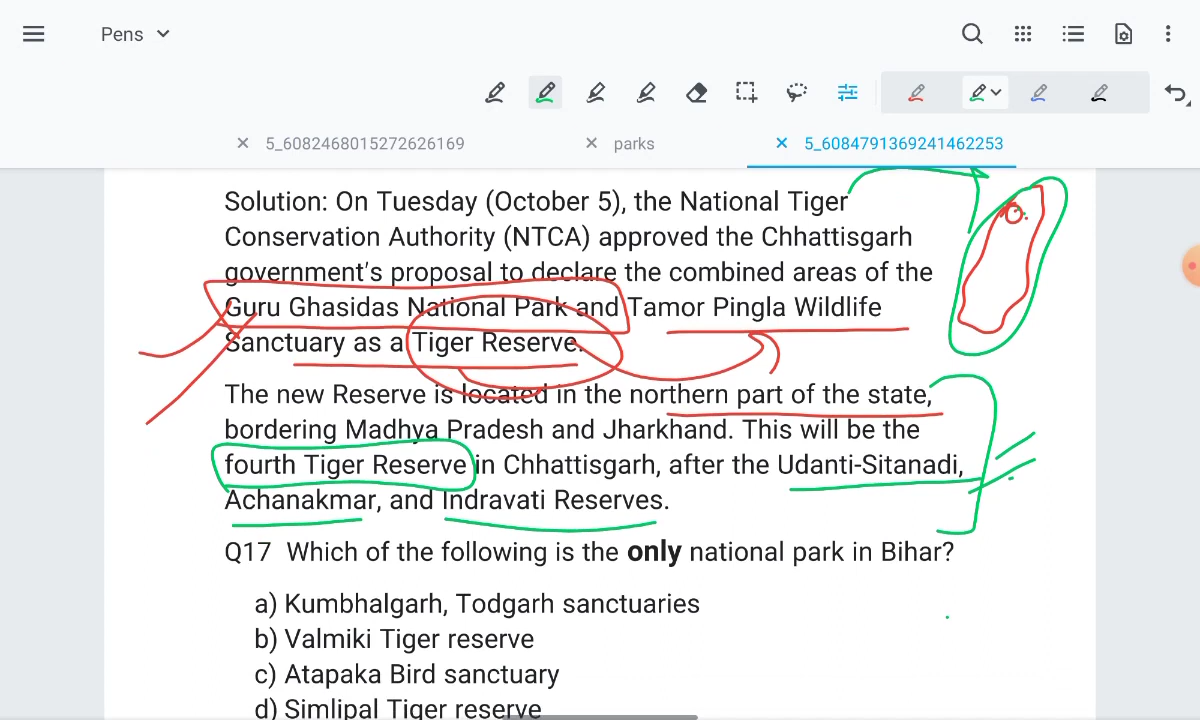 Pens
5_6082468015272626169
parks
5_6084791369241462253
Solution: On Tuesday (October 5), the National Tiger
Conservation Authority (NTCA) approved the Chhattisgarh
government's proposal to declare the combined areas of the
Guru Ghasidas National Park and Tamor Pingla Wildlife
Sanctuary as a Tiger Reserve.
The new Reserve is located in the northern part of the state,
bordering Madhya Pradesh and Jharkhand. This will be the
fourth Tiger Reserve in Chhattisgarh, after the Udanti-Sitanadi,
Achanakmar, and Indravati Reserves.
Q17 Which of the following is the only national park in Bihar?
a) Kumbhalgarh, Todgarh sanctuaries
b) Valmiki Tiger reserve
c) Atapaka Bird sanctuary
d) Simlipal Tiger reserve